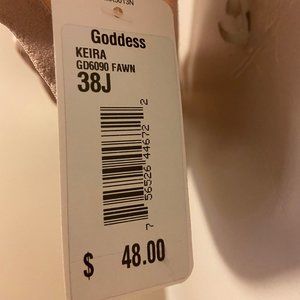 Goddess
KEIRA
GD6090 FAWN
38J
7 56526 44672 2
$ 48.00